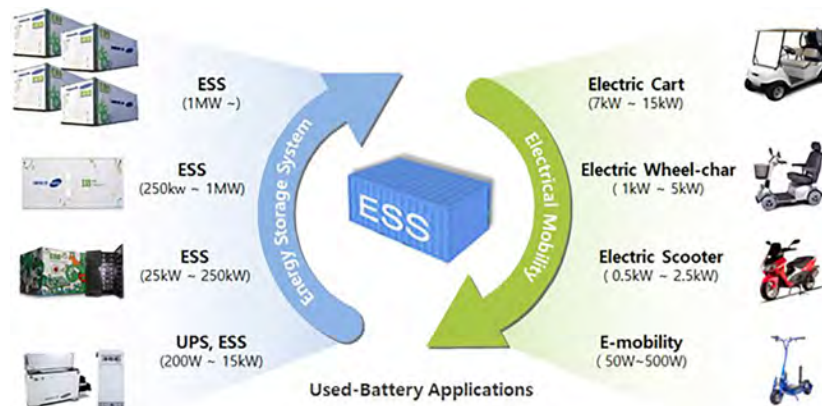 ESS
(1MW ~)
ESS
(250kw ~ 1MW)
ESS
(25kW ~ 250kW)
UPS, ESS
(200W ~ 15kW)
Energy Storage System
ESS
Electrical Mobility
Electric Cart
(7kW ~ 15kW)
Electric Wheel-char
( 1kW ~ 5kW)
Electric Scooter
( 0.5kW ~ 2.5kW)
E-mobility
( 50W~500W)
Used-Battery Applications